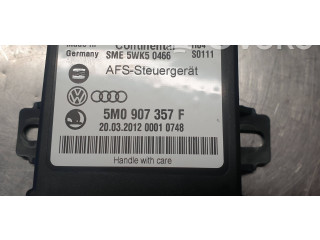 Made in Continental H04
Germany SME 5WK5 0466 S0111
AFS-Steuergerät
5M0 907 357 F
20.03.2012 0001 0748
Handle with care